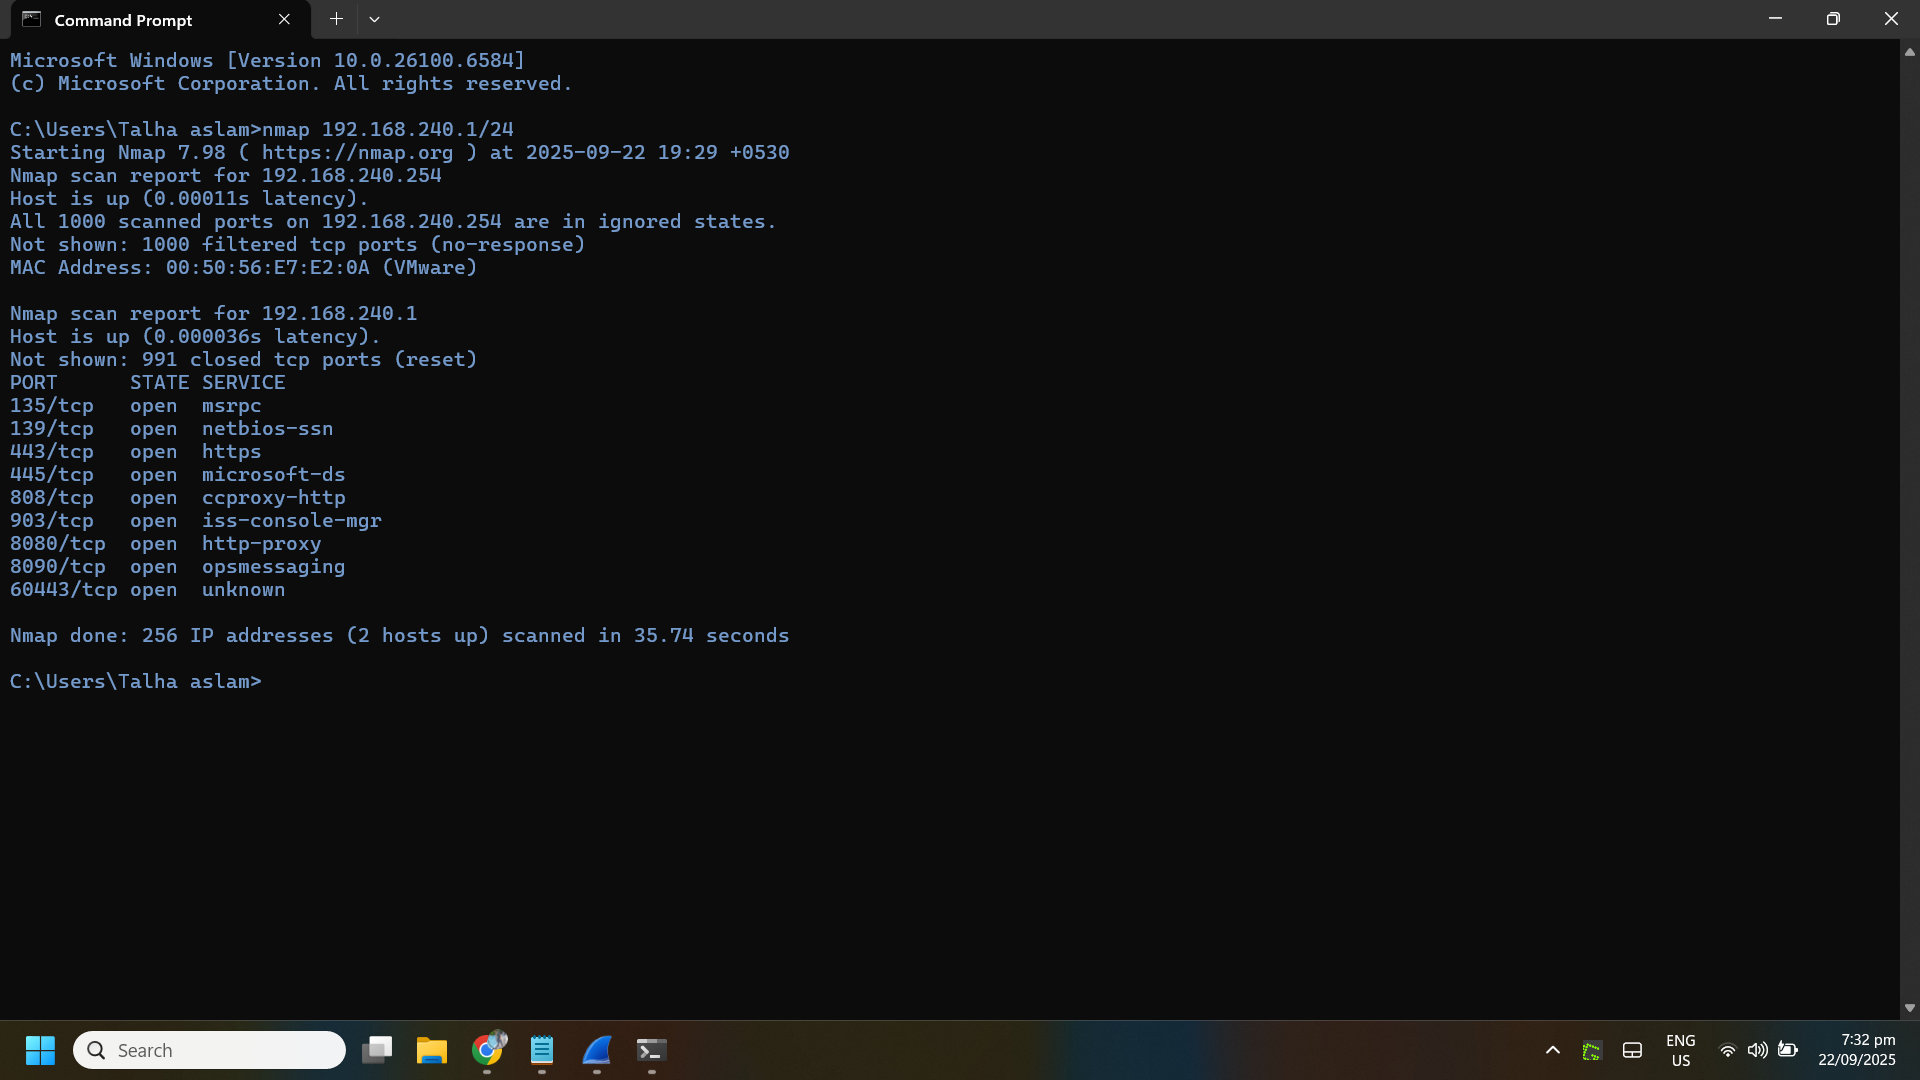 Command Prompt
Microsoft Windows [Version 10.0.26100.6584]
(c) Microsoft Corporation. All rights reserved.
C:\Users\Talha aslam>nmap 192.168.240.1/24
Starting Nmap 7.98 ( https://nmap.org ) at 2025-09-22 19:29 +0530
Nmap scan report for 192.168.240.254
Host is up (0.00011s latency).
All 1000 scanned ports on 192.168.240.254 are in ignored states.
Not shown: 1000 filtered tcp ports (no-response)
MAC Address: 00:50:56:E7:E2:0A (VMware)
Nmap scan report for 192.168.240.1
Host is up (0.000036s latency).
Not shown: 991 closed tcp ports (reset)
PORT      STATE SERVICE
135/tcp   open  msrpc
139/tcp   open  netbios-ssn
443/tcp   open  https
445/tcp   open  microsoft-ds
808/tcp   open  ccproxy-http
903/tcp   open  iss-console-mgr
8080/tcp  open  http-proxy
8090/tcp  open  opsmessaging
60443/tcp open  unknown
Nmap done: 256 IP addresses (2 hosts up) scanned in 35.74 seconds
C:\Users\Talha aslam>
Search
ENG
US
7:32 pm
22/09/2025